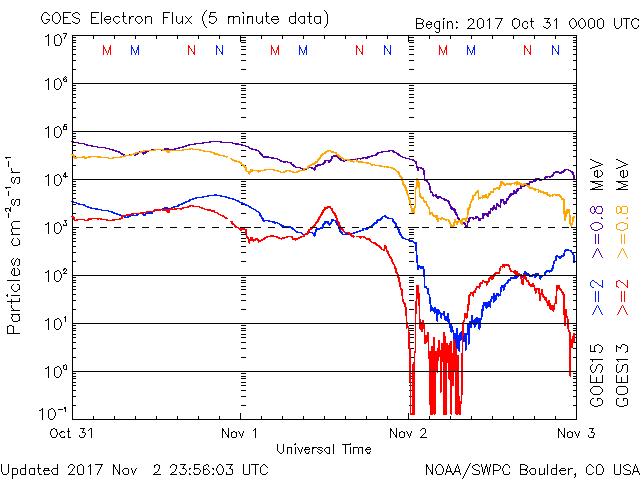 GOES Electron Flux (5 minute data)
Begin: 2017 Oct 31 0000 UTC
M M N N M M N N M M N N
10⁷
10⁶
10⁵
10⁴
10³
10²
10¹
10⁰
10⁻¹
Particles cm⁻²s⁻¹sr⁻¹
Oct 31 Nov 1 Nov 2 Nov 3
Universal Time
GOES15 >=2 >=0.8 MeV
GOES13 >=2 >=0.8 MeV
Updated 2017 Nov 2 23:56:03 UTC
NOAA/SWPC Boulder, CO USA